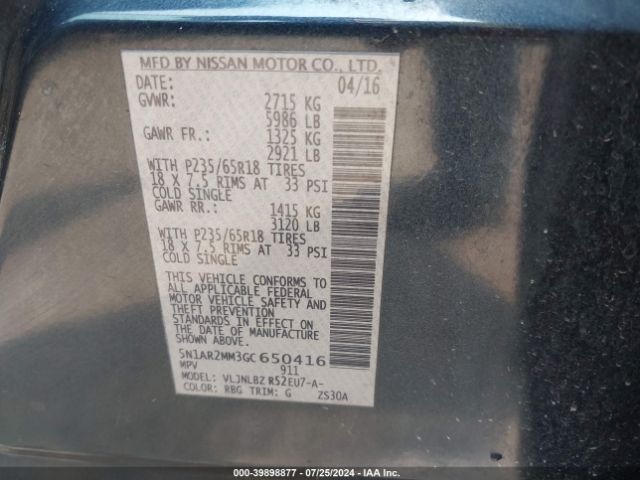 MFD BY NISSAN MOTOR CO., LTD.
DATE: 04/16
GVWR: 2715 KG
5986 LB
GAWR FR.: 1325 KG
2921 LB
WITH P235/65R18 TIRES
18 X 7.5 RIMS AT 33 PSI
COLD SINGLE
GAWR RR.: 1415 KG
3120 LB
WITH P235/65R18 TIRES
18 X 7.5 RIMS AT 33 PSI
COLD SINGLE
THIS VEHICLE CONFORMS TO
ALL APPLICABLE FEDERAL
MOTOR VEHICLE SAFETY AND
THEFT PREVENTION
STANDARDS IN EFFECT ON
THE DATE OF MANUFACTURE
5N1AR2MM3GC650416
MPV 911
MODEL: VLJNLBZ R52EU7-A-
COLOR: RBG TRIM: G ZS30A
000-39898877 - 07/25/2024 - IAA Inc.